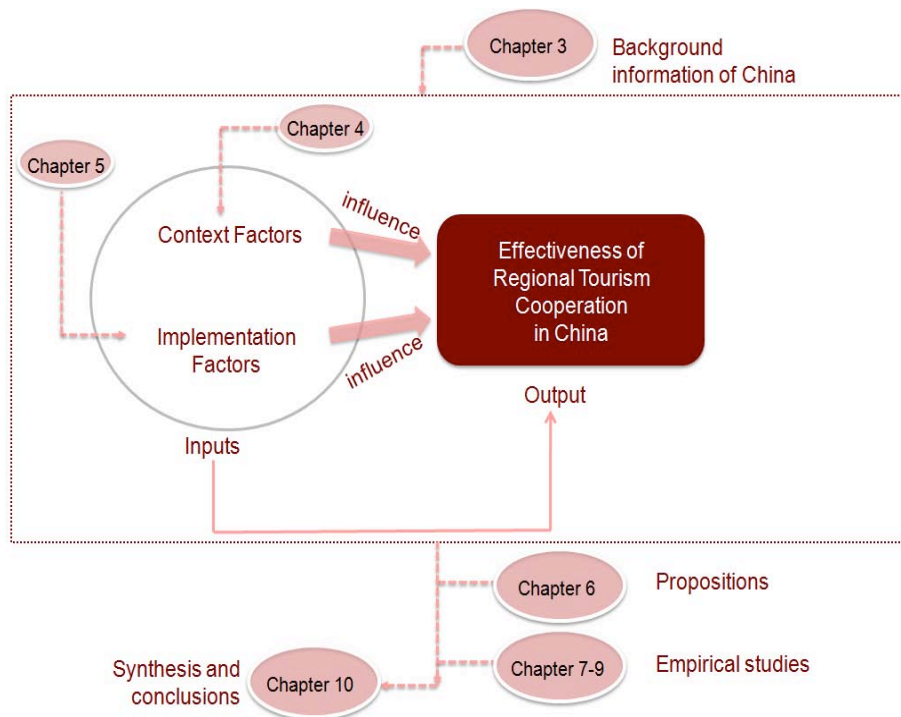 Chapter 3
Background
information of China
Chapter 4
Chapter 5
Context Factors
influence
Effectiveness of
Regional Tourism
Cooperation
in China
Implementation
Factors
influence
Output
Inputs
Chapter 6
Propositions
Chapter 7-9
Empirical studies
Synthesis and
conclusions
Chapter 10